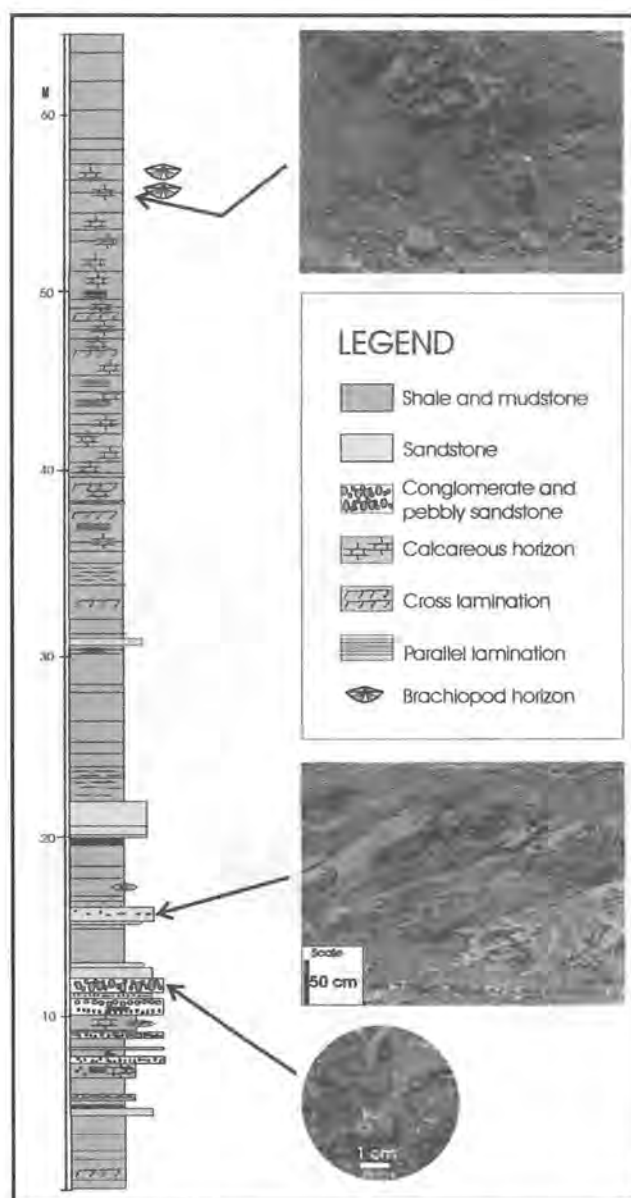 M
60
50
40
30
20
10
LEGEND
Shale and mudstone
Sandstone
Conglomerate and
pebbly sandstone
Calcareous horizon
Cross lamination
Parallel lamination
Brachiopod horizon
Scale
50 cm
1 cm